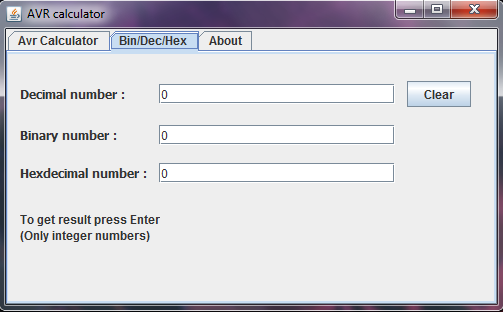 AVR calculator
Avr Calculator Bin/Dec/Hex About
Decimal number : 0 Clear
Binary number : 0
Hexdecimal number : 0
To get result press Enter
(Only integer numbers)